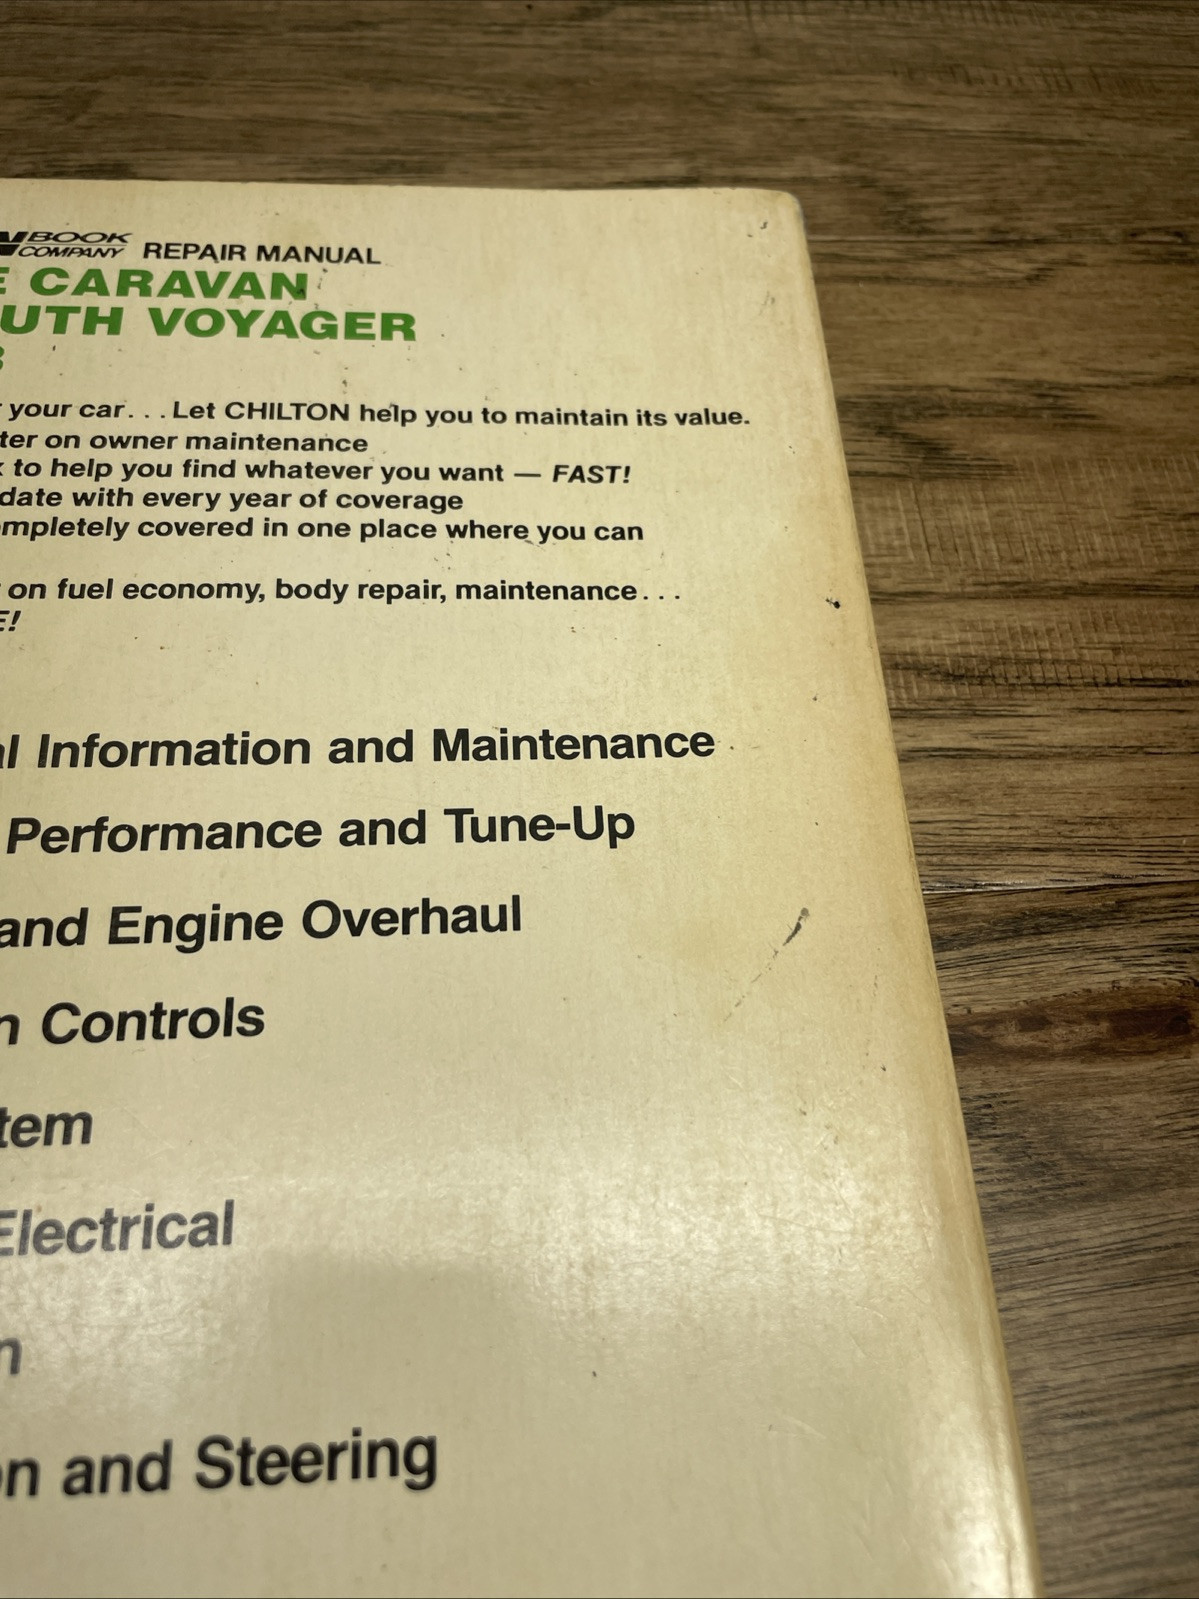 BOOK
COMPANY REPAIR MANUAL
E CARAVAN
UTH VOYAGER
your car... Let CHILTON help you to maintain its value.
ter on owner maintenance
to help you find whatever you want — FAST!
date with every year of coverage
mpletely covered in one place where you can
on fuel economy, body repair, maintenance...
E!
al Information and Maintenance
Performance and Tune-Up
and Engine Overhaul
n Controls
tem
Electrical
n
on and Steering